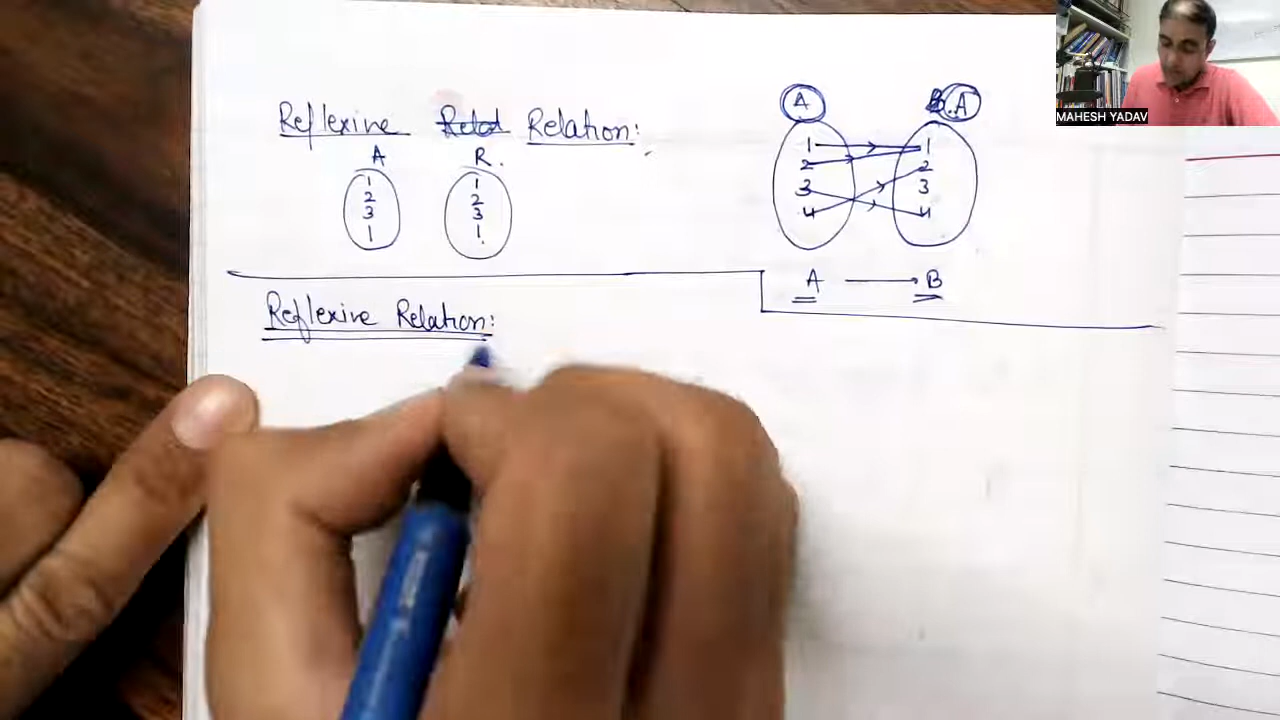 Reflexive Relation:
A R.
1 1
2 2
3 3
1 1.
A B.A
1 1
2 2
3 3
4 4
A B
Reflexive Relation:
MAHESH YADAV